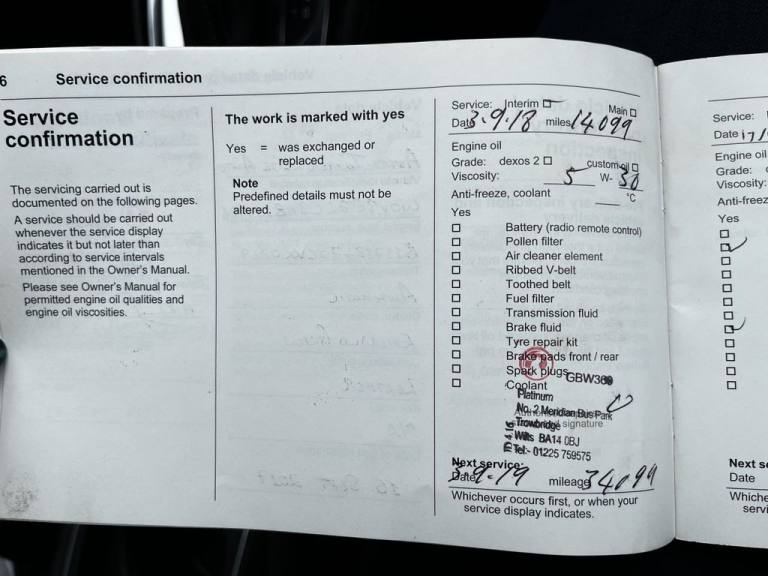 6 Service confirmation
Service
confirmation
The servicing carried out is
documented on the following pages.
A service should be carried out
whenever the service display
indicates it but not later than
according to service intervals
mentioned in the Owner's Manual.
Please see Owner's Manual for
permitted engine oil qualities and
engine oil viscosities.
The work is marked with yes
Yes = was exchanged or
replaced
Note
Predefined details must not be
altered.
Service: Interim Main
Date 3.9.18 miles 14099
Engine oil
Grade: dexos 2 custom oil
Viscosity: 5 W- 30
Anti-freeze, coolant °C
Yes
Battery (radio remote control)
Pollen filter
Air cleaner element
Ribbed V-belt
Toothed belt
Fuel filter
Transmission fluid
Brake fluid
Tyre repair kit
Brake pads front / rear
Spark plugs
Coolant
Platinum
No. 2 Meridian Bus Park
Trowbridge signature
Wilts BA14 0BJ
Tel:- 01225 759575
Next service:
Date 3.9.19 mileage 34099
Whichever occurs first, or when your
service display indicates.
Service:
Date
Engine oil
Grade:
Viscosity:
Anti-freez
Yes
Next s
Date
Whiche
servi